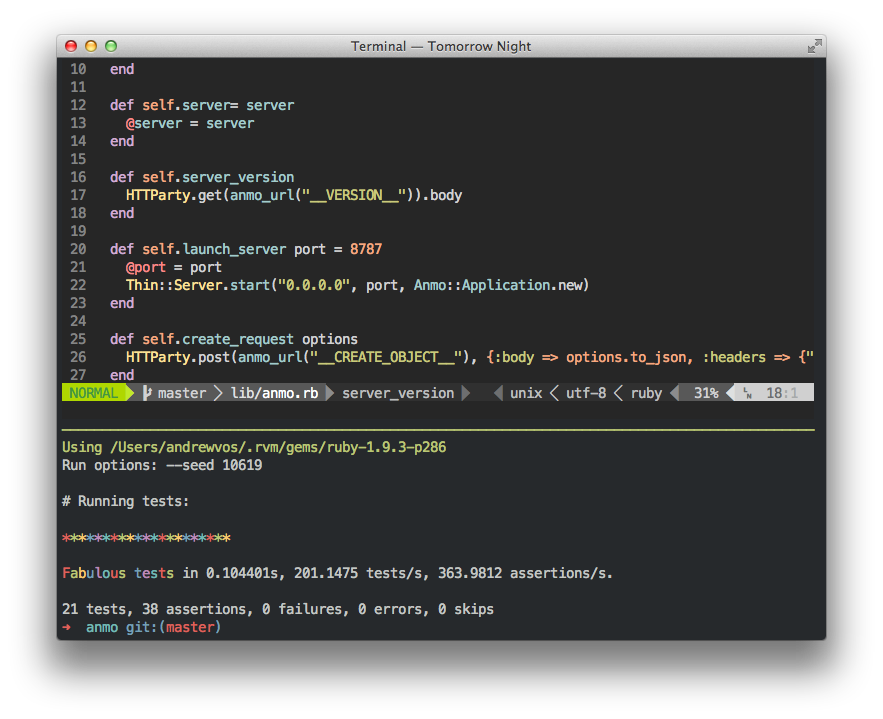 Terminal — Tomorrow Night
10 end
11
12 def self.server= server
13 @server = server
14 end
15
16 def self.server_version
17 HTTParty.get(anmo_url("__VERSION__")).body
18 end
19
20 def self.launch_server port = 8787
21 @port = port
22 Thin::Server.start("0.0.0.0", port, Anmo::Application.new)
23 end
24
25 def self.create_request options
26 HTTParty.post(anmo_url("__CREATE_OBJECT__"), {:body => options.to_json, :headers => {"
27 end
NORMAL master lib/anmo.rb server_version unix utf-8 ruby 31% LN 18:1
Using /Users/andrewvos/.rvm/gems/ruby-1.9.3-p286
Run options: --seed 10619
# Running tests:
*********************
Fabulous tests in 0.104401s, 201.1475 tests/s, 363.9812 assertions/s.
21 tests, 38 assertions, 0 failures, 0 errors, 0 skips
➜ anmo git:(master)